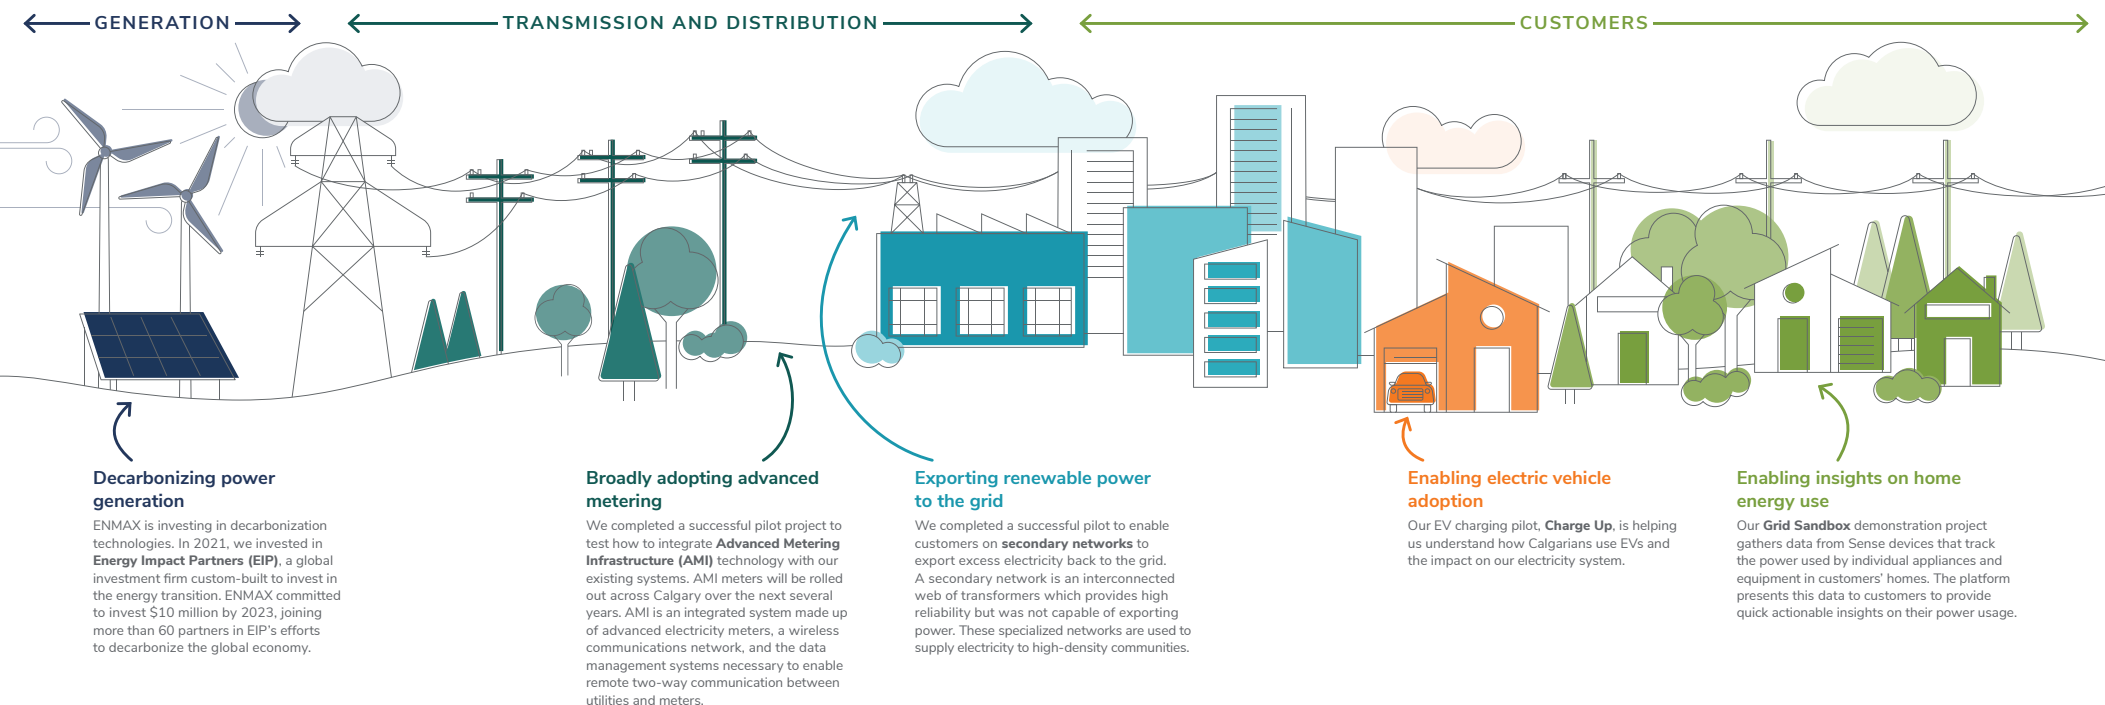 GENERATION
TRANSMISSION AND DISTRIBUTION
CUSTOMERS
Decarbonizing power
generation
ENMAX is investing in decarbonization
technologies. In 2021, we invested in
Energy Impact Partners (EIP), a global
investment firm custom-built to invest in
the energy transition. ENMAX committed
to invest $10 million by 2023, joining
more than 60 partners in EIP's efforts
to decarbonize the global economy.
Broadly adopting advanced
metering
We completed a successful pilot project to
test how to integrate Advanced Metering
Infrastructure (AMI) technology with our
existing systems. AMI meters will be rolled
out across Calgary over the next several
years. AMI is an integrated system made up
of advanced electricity meters, a wireless
communications network, and the data
management systems necessary to enable
remote two-way communication between
utilities and meters.
Exporting renewable power
to the grid
We completed a successful pilot to enable
customers on secondary networks to
export excess electricity back to the grid.
A secondary network is an interconnected
web of transformers which provides high
reliability but was not capable of exporting
power. These specialized networks are used to
supply electricity to high-density communities.
Enabling electric vehicle
adoption
Our EV charging pilot, Charge Up, is helping
us understand how Calgarians use EVs and
the impact on our electricity system.
Enabling insights on home
energy use
Our Grid Sandbox demonstration project
gathers data from Sense devices that track
the power used by individual appliances and
equipment in customers' homes. The platform
presents this data to customers to provide
quick actionable insights on their power usage.